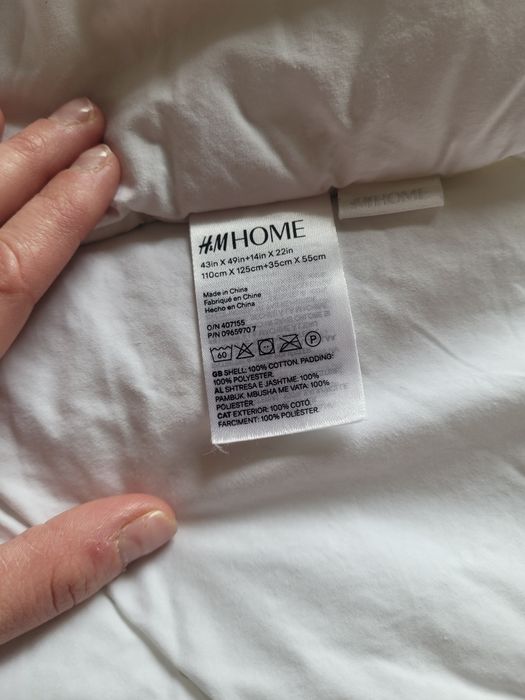 H&M HOME
H&M HOME
43in X 49in+14in X 22in
110cm X 125cm+35cm X 55cm
Made in China
Fabriqué en Chine
Hecho en China
O/N 407155
P/N 0965970 7
60 P
GB SHELL: 100% COTTON. PADDING:
100% POLYESTER.
AL SHTRESA E JASHTME: 100%
PAMBUK. MBUSHA ME VATA: 100%
POLIESTER.
CAT EXTERIOR: 100% COTÓ.
FARCIMENT: 100% POLIÈSTER.